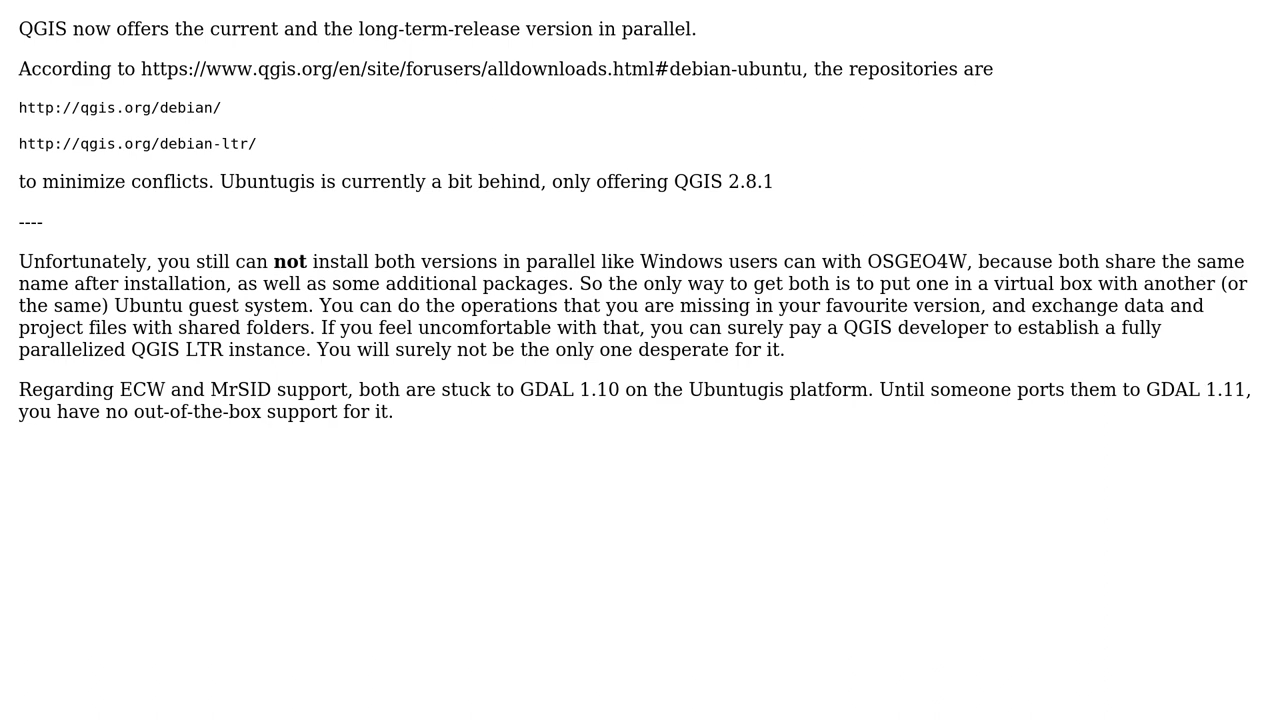 QGIS now offers the current and the long-term-release version in parallel.
According to https://www.qgis.org/en/site/forusers/alldownloads.html#debian-ubuntu, the repositories are
http://qgis.org/debian/
http://qgis.org/debian-ltr/
to minimize conflicts. Ubuntugis is currently a bit behind, only offering QGIS 2.8.1
----
Unfortunately, you still can not install both versions in parallel like Windows users can with OSGEO4W, because both share the same
name after installation, as well as some additional packages. So the only way to get both is to put one in a virtual box with another (or
the same) Ubuntu guest system. You can do the operations that you are missing in your favourite version, and exchange data and
project files with shared folders. If you feel uncomfortable with that, you can surely pay a QGIS developer to establish a fully
parallelized QGIS LTR instance. You will surely not be the only one desperate for it.
Regarding ECW and MrSID support, both are stuck to GDAL 1.10 on the Ubuntugis platform. Until someone ports them to GDAL 1.11,
you have no out-of-the-box support for it.